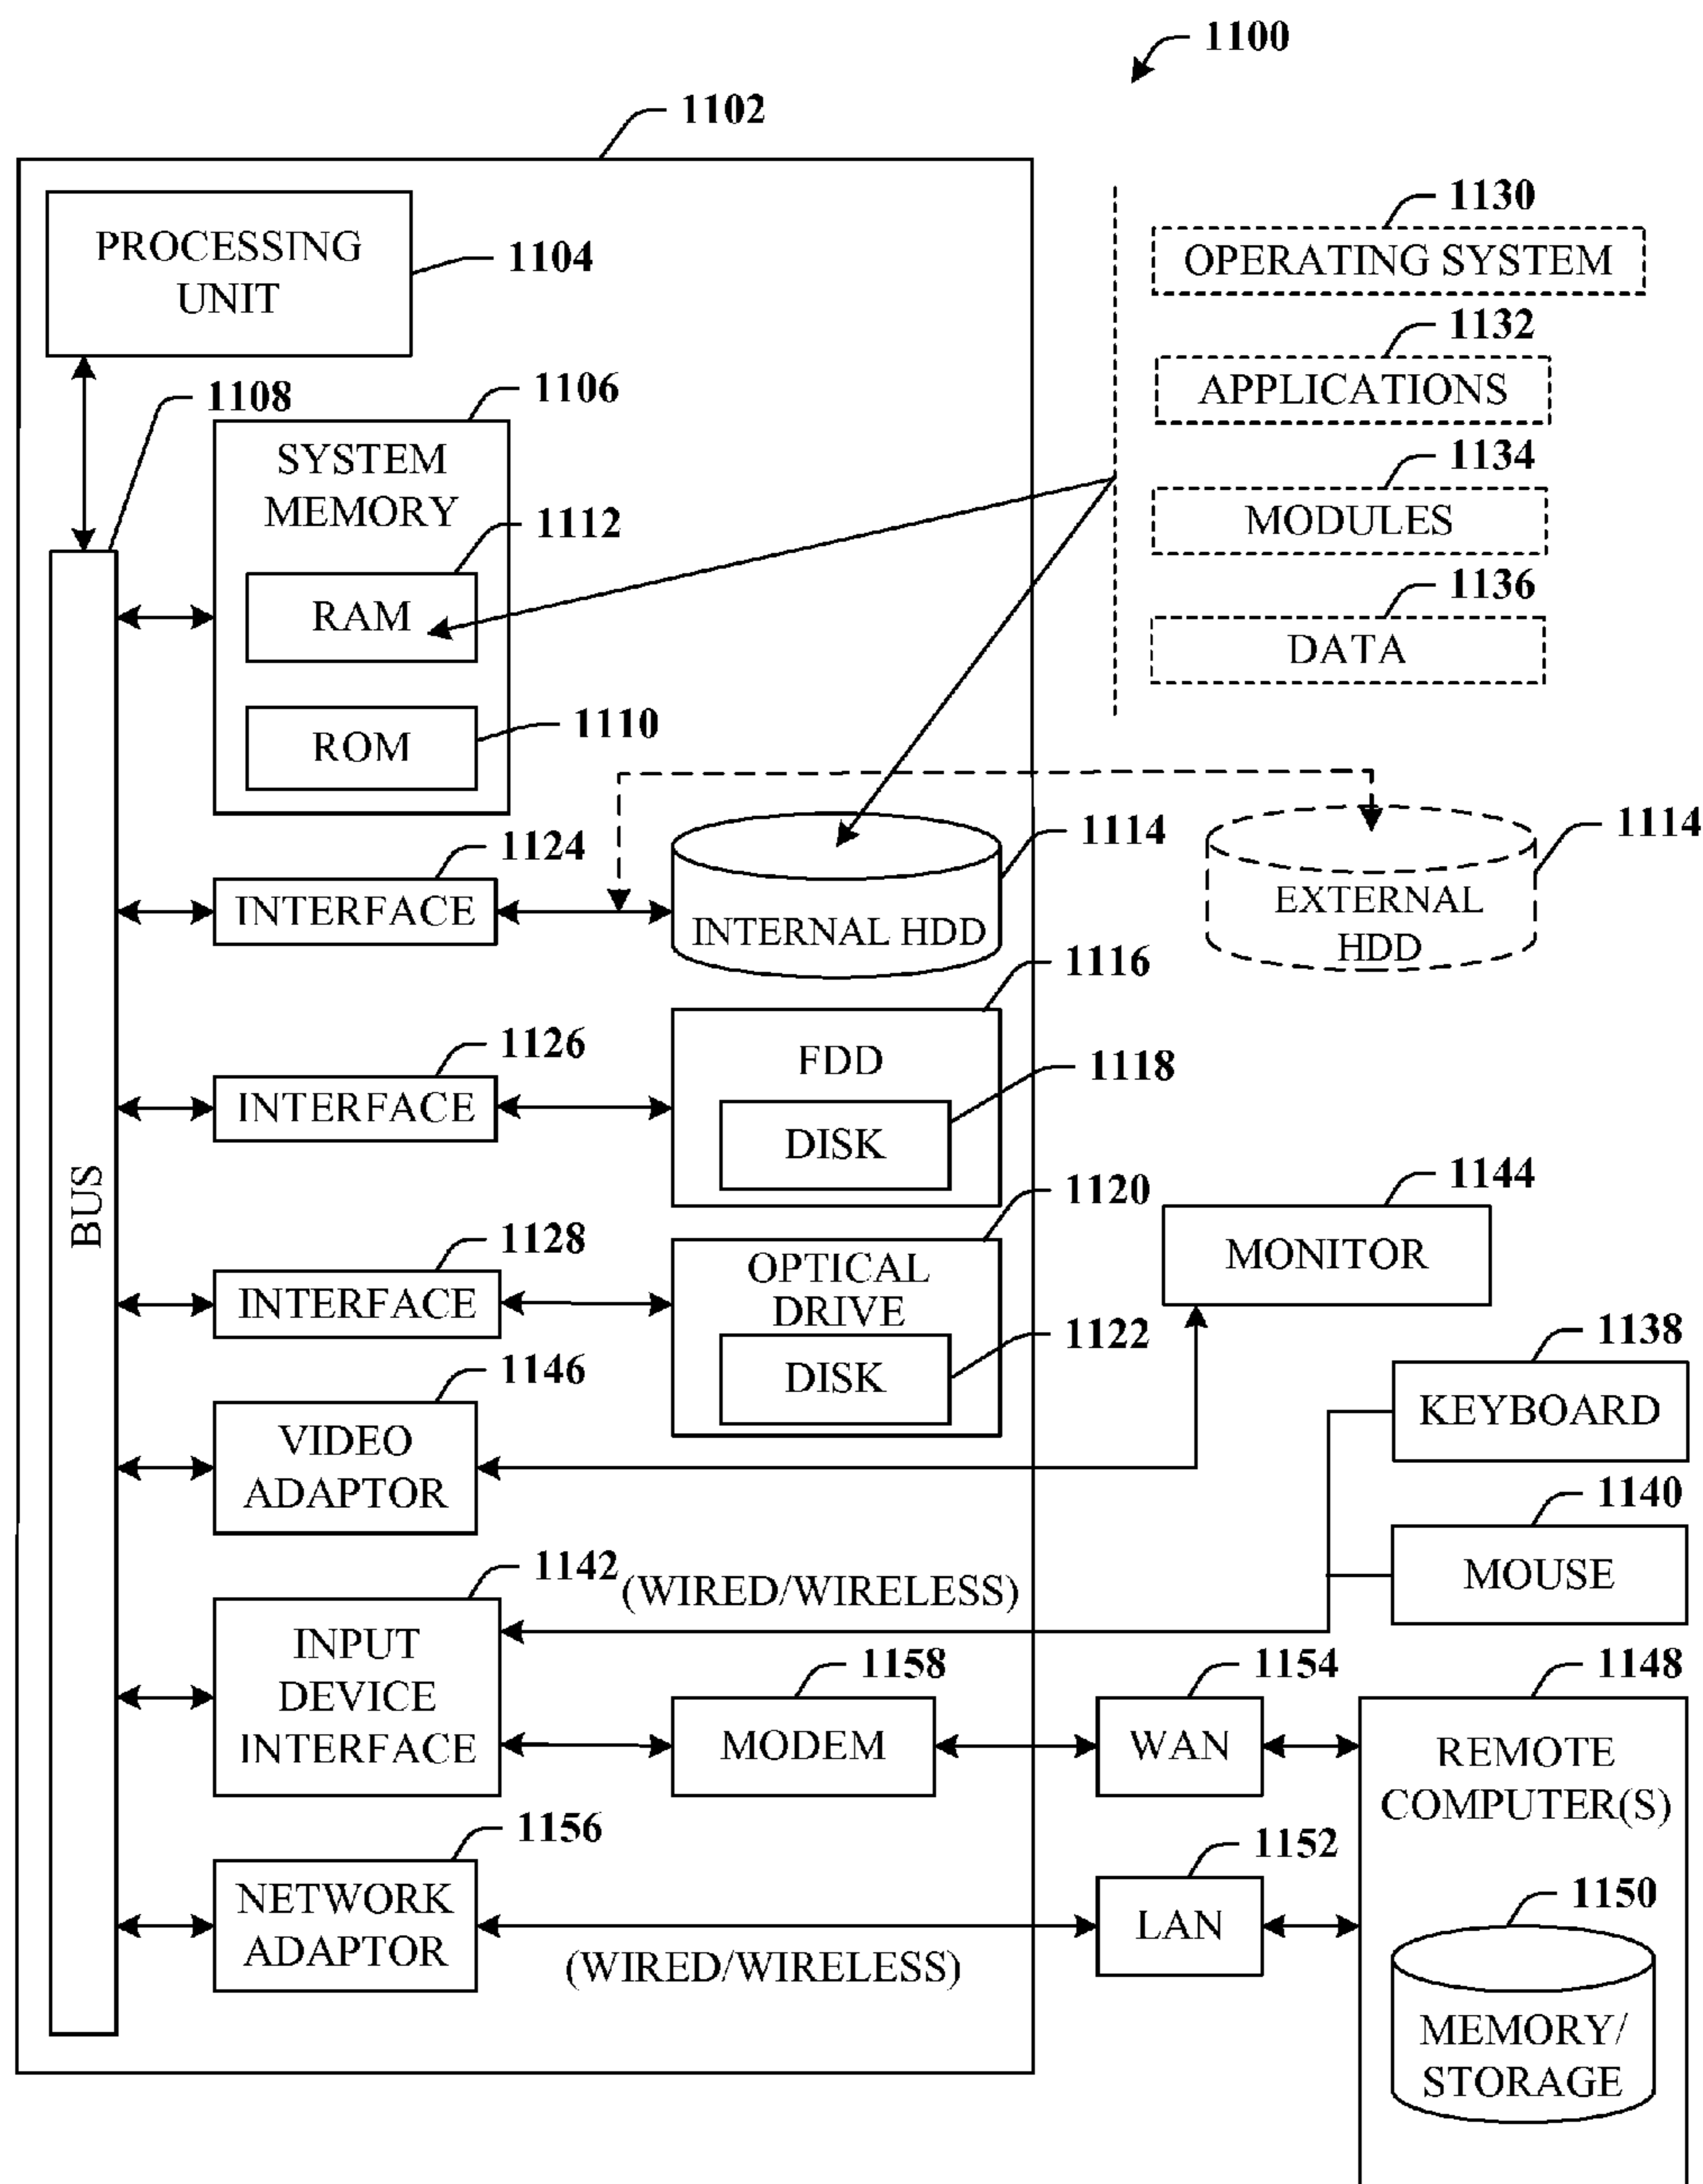 1100
1102
PROCESSING
UNIT
1104
1130
OPERATING SYSTEM
1132
APPLICATIONS
1134
MODULES
1136
DATA
1108
1106
SYSTEM
MEMORY
1112
RAM
1110
ROM
1124
INTERFACE
INTERNAL HDD
1114
EXTERNAL
HDD
1114
1116
FDD
1126
INTERFACE
1118
DISK
BUS
1120
1144
MONITOR
1128
INTERFACE
OPTICAL
DRIVE
1122
DISK
1138
KEYBOARD
1146
VIDEO
ADAPTOR
1140
MOUSE
1142
(WIRED/WIRELESS)
INPUT
DEVICE
INTERFACE
1158
MODEM
1154
WAN
1148
REMOTE
COMPUTER(S)
1156
NETWORK
ADAPTOR
(WIRED/WIRELESS)
1152
LAN
1150
MEMORY/
STORAGE